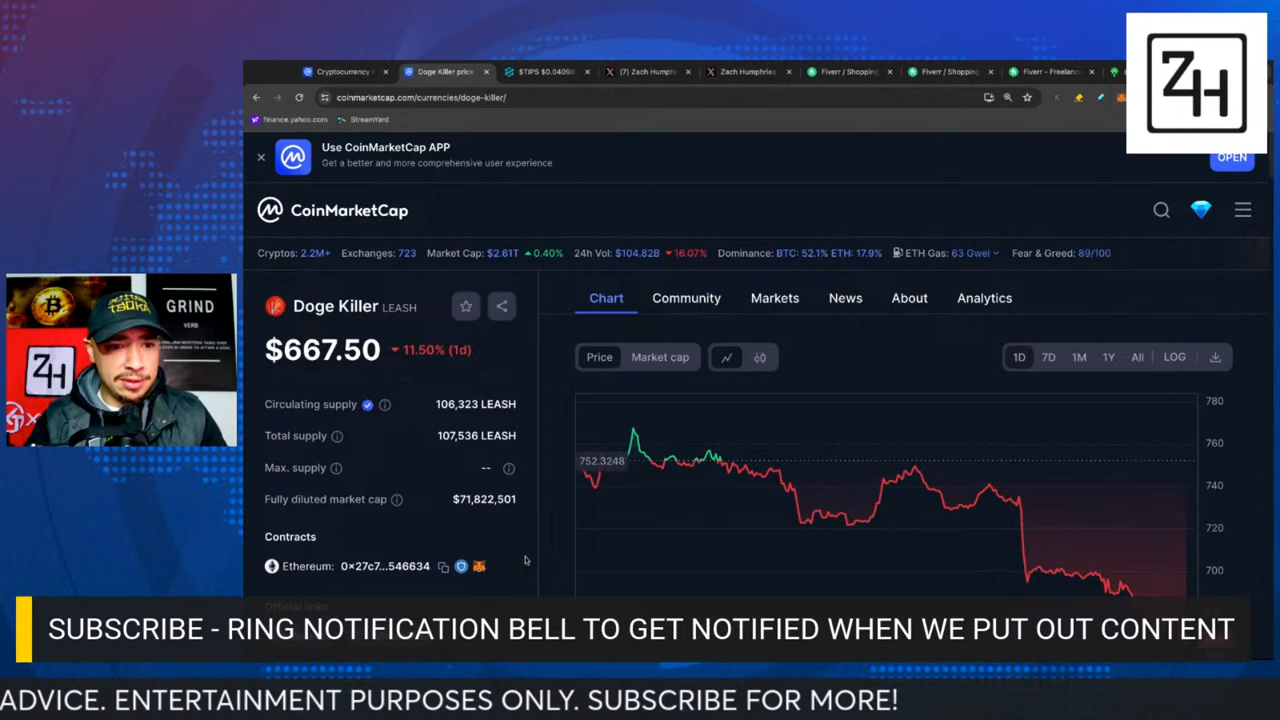 ZH
Cryptocurrency
Doge Killer price
$TIPS $0.0409
(7) Zach Humph
Zach Humphries
Fiverr / Shopping
Fiverr / Shopping
Fiverr - Freelanc
coinmarketcap.com/currencies/doge-killer/
finance.yahoo.com
StreamYard
Use CoinMarketCap APP
Get a better and more comprehensive user experience
OPEN
CoinMarketCap
Cryptos: 2.2M+ Exchanges: 723 Market Cap: $2.61T 0.40% 24h Vol: $104.82B 16.07% Dominance: BTC: 52.1% ETH: 17.9% ETH Gas: 63 Gwei Fear & Greed: 89/100
Doge Killer LEASH
$667.50 11.50% (1d)
Circulating supply 106,323 LEASH
Total supply 107,536 LEASH
Max. supply --
Fully diluted market cap $71,822,501
Contracts
Ethereum: 0x27c7...546634
Official links
Chart Community Markets News About Analytics
Price Market cap
1D 7D 1M 1Y All LOG
780
760
752.3248
740
720
700
GRIND
VERB
ZH
SUBSCRIBE - RING NOTIFICATION BELL TO GET NOTIFIED WHEN WE PUT OUT CONTENT
ADVICE. ENTERTAINMENT PURPOSES ONLY. SUBSCRIBE FOR MORE!